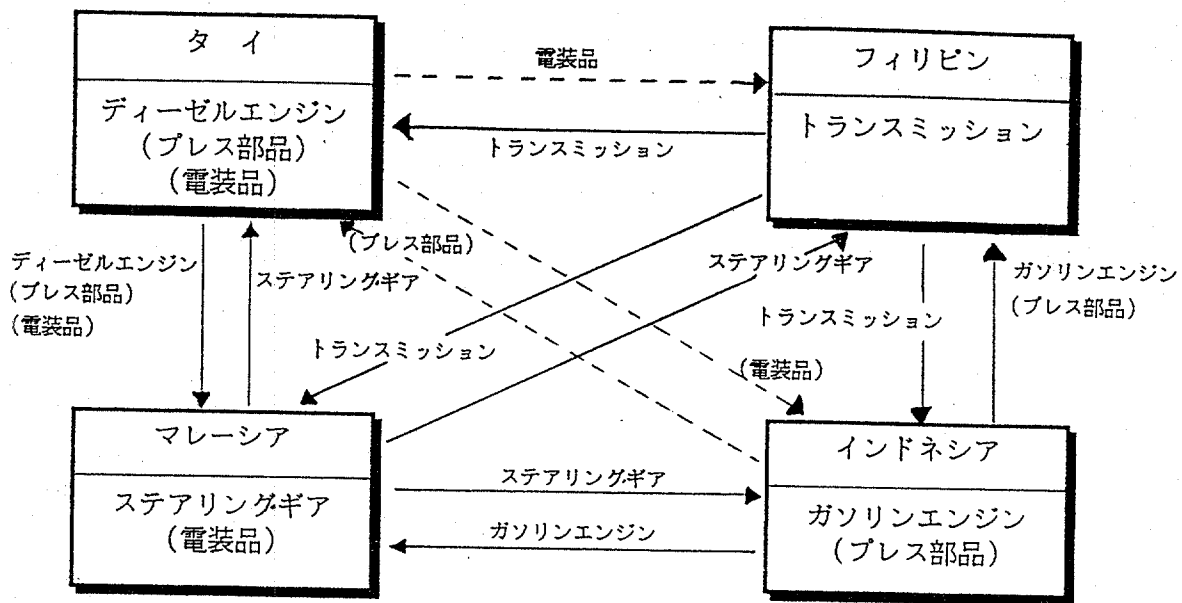 タイ
ディーゼルエンジン
(プレス部品)
(電装品)
電装品
トランスミッション
フィリピン
トランスミッション
ディーゼルエンジン
(プレス部品)
(電装品)
ステアリングギア
(プレス部品)
ステアリングギア
トランスミッション
ガソリンエンジン
(プレス部品)
トランスミッション
(電装品)
マレーシア
ステアリングギア
(電装品)
ステアリングギア
ガソリンエンジン
インドネシア
ガソリンエンジン
(プレス部品)